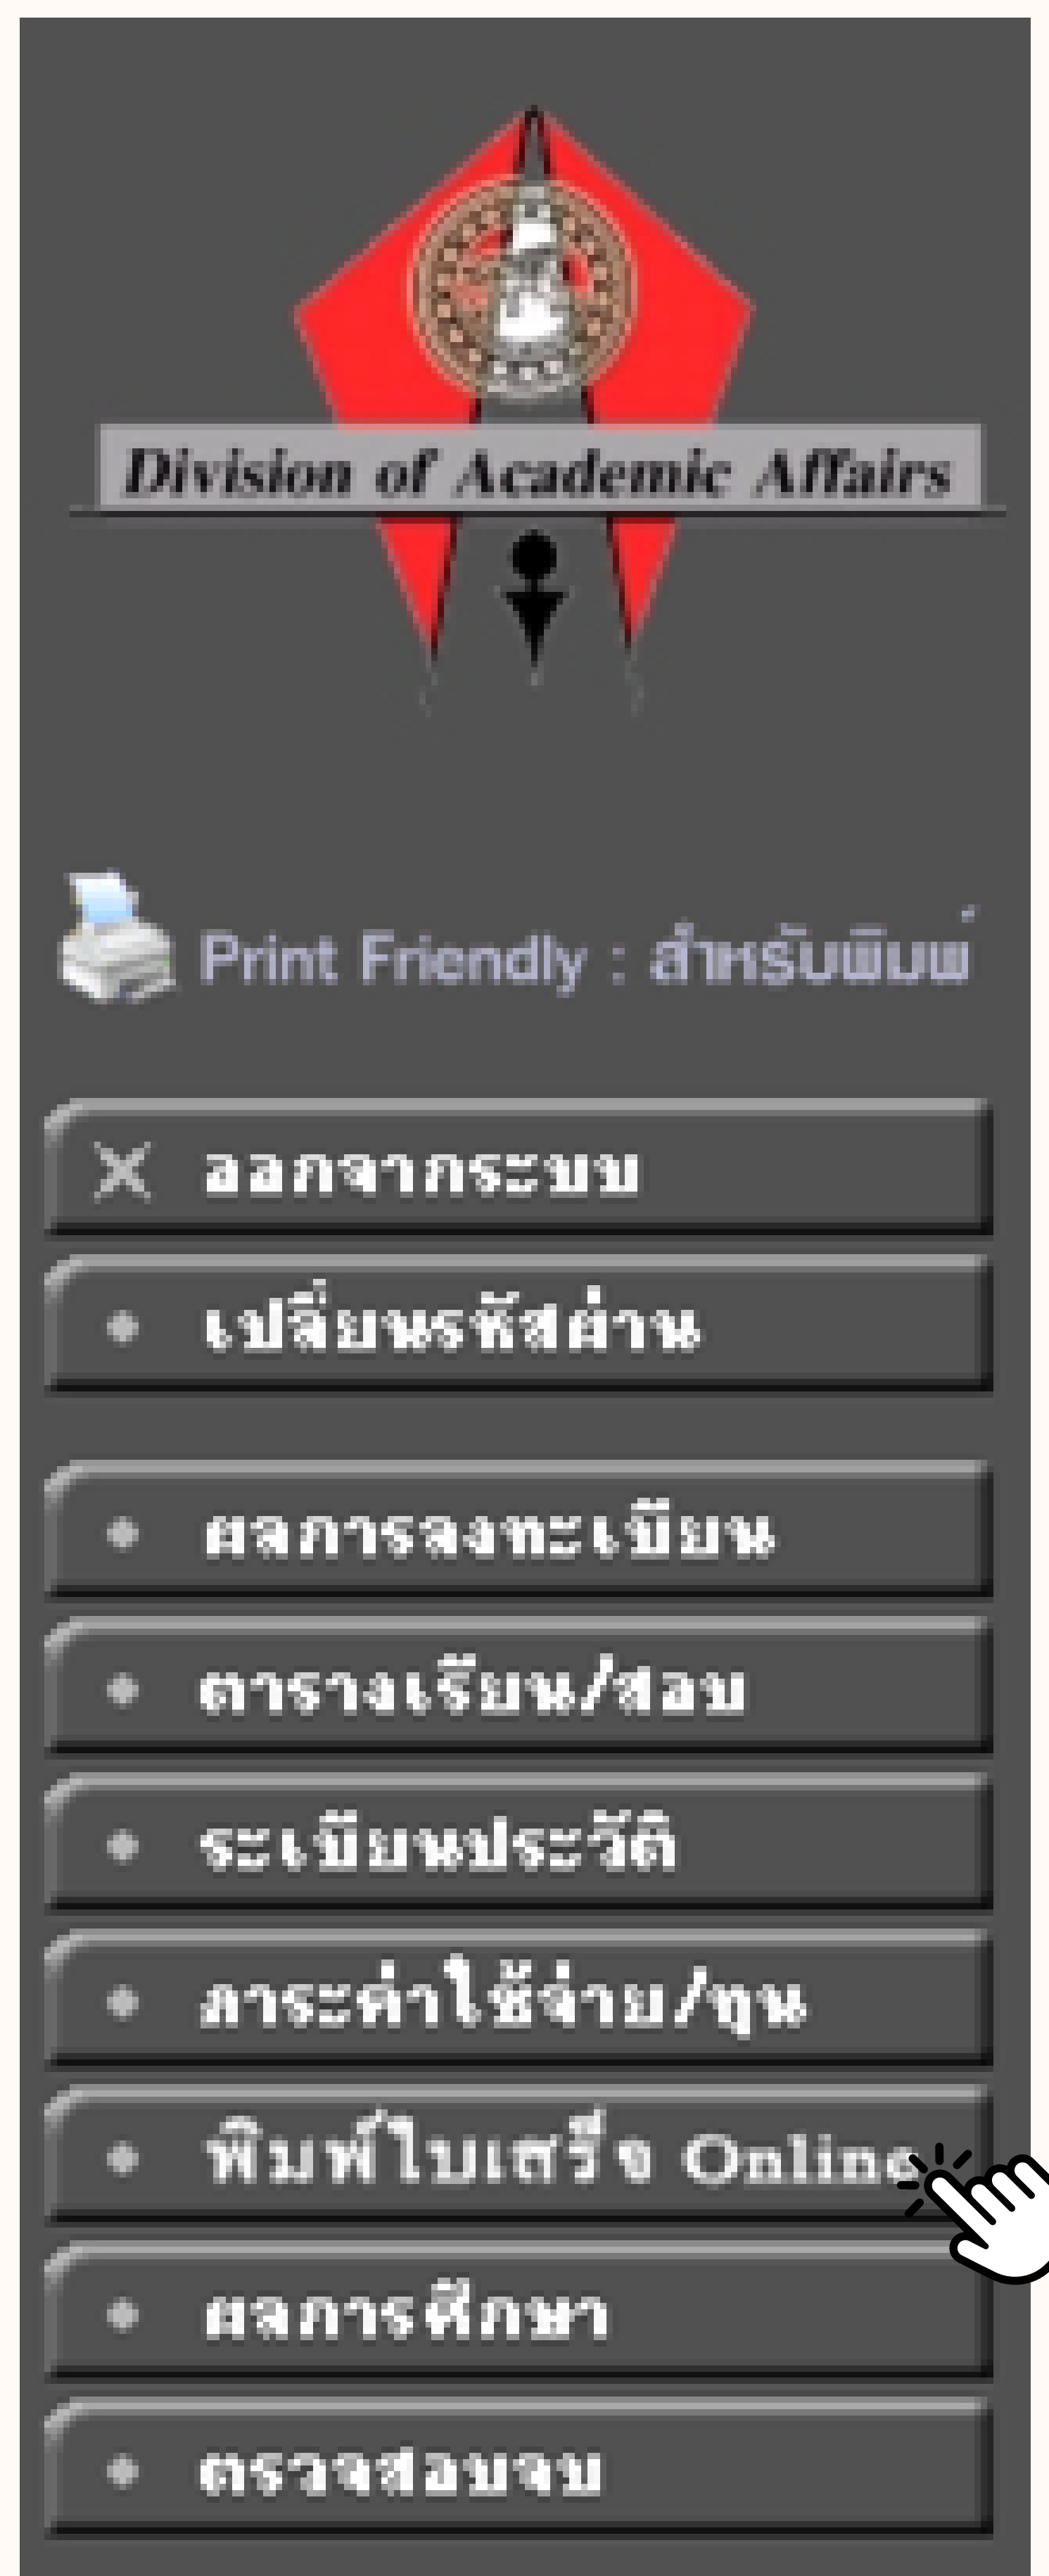 Division of Academic Affairs
Print Friendly : สำหรับพิมพ์
ออกจากระบบ
เปลี่ยนรหัสผ่าน
ผลการลงทะเบียน
ตารางเรียน/สอบ
ระเบียนประวัติ
ภาระค่าใช้จ่าย/ทุน
พิมพ์ใบเสร็จ Online
ผลการศึกษา
ตรวจสอบจบ